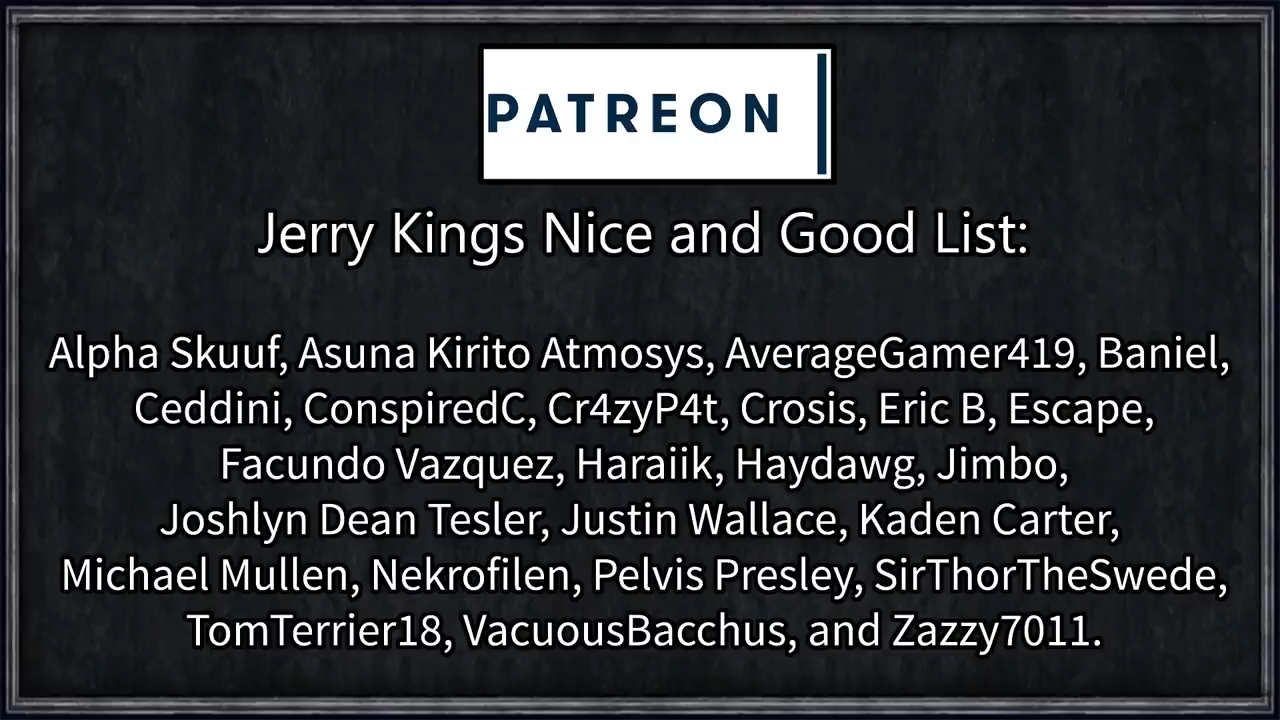 PATREON
Jerry Kings Nice and Good List:
Alpha Skuuf, Asuna Kirito Atmosys, AverageGamer419, Baniel,
Ceddini, ConspiredC, Cr4zyP4t, Crosis, Eric B, Escape,
Facundo Vazquez, Haraiik, Haydawg, Jimbo,
Joshlyn Dean Tesler, Justin Wallace, Kaden Carter,
Michael Mullen, Nekrofilen, Pelvis Presley, SirThorTheSwede,
TomTerrier18, VacuousBacchus, and Zazzy7011.